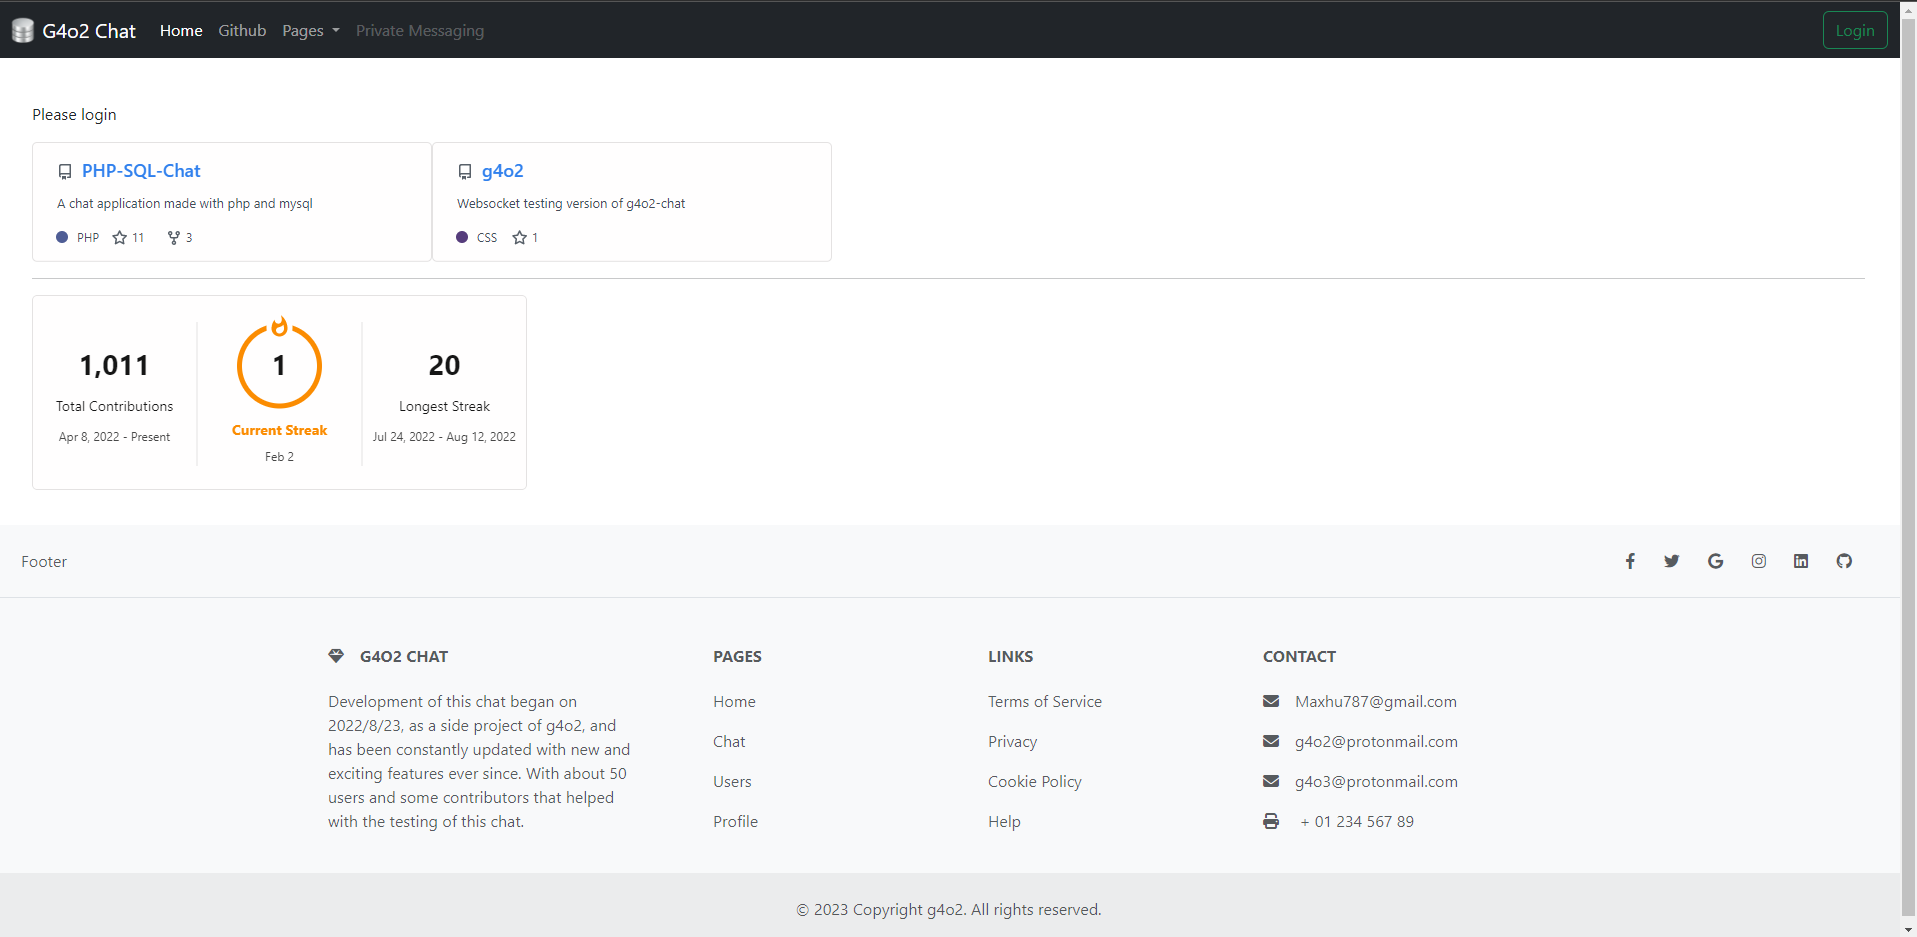 G4o2 Chat Home Github Pages Private Messaging Login
Please login
PHP-SQL-Chat
A chat application made with php and mysql
PHP 11 3
g4o2
Websocket testing version of g4o2-chat
CSS 1
1,011
Total Contributions
Apr 8, 2022 - Present
1
Current Streak
Feb 2
20
Longest Streak
Jul 24, 2022 - Aug 12, 2022
Footer
G4O2 CHAT
Development of this chat began on
2022/8/23, as a side project of g4o2, and
has been constantly updated with new and
exciting features ever since. With about 50
users and some contributors that helped
with the testing of this chat.
PAGES
Home
Chat
Users
Profile
LINKS
Terms of Service
Privacy
Cookie Policy
Help
CONTACT
Maxhu787@gmail.com
g4o2@protonmail.com
g4o3@protonmail.com
+ 01 234 567 89
© 2023 Copyright g4o2. All rights reserved.